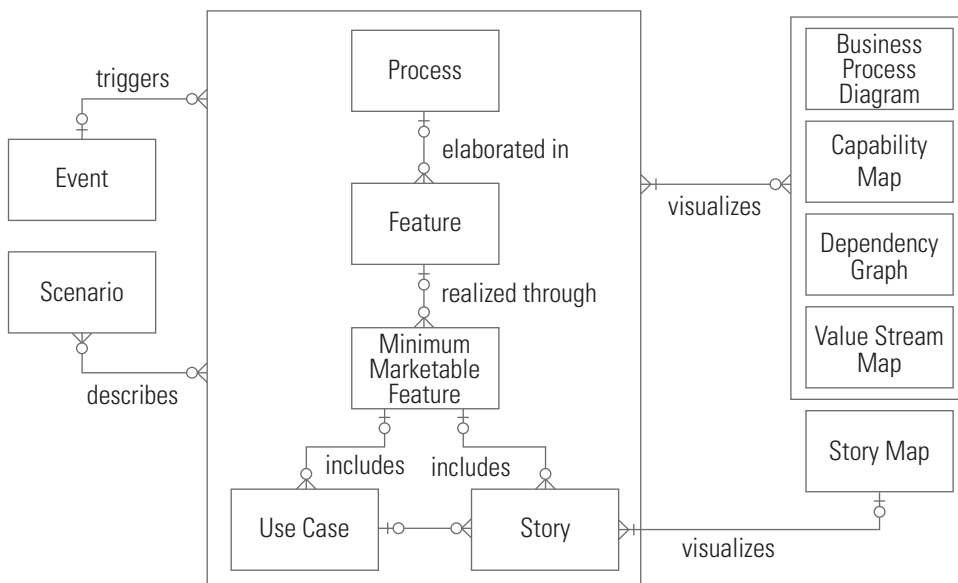 triggers
Event
Scenario
describes
Process
elaborated in
Feature
realized through
Minimum
Marketable
Feature
includes
includes
Use Case
Story
visualizes
Business
Process
Diagram
Capability
Map
Dependency
Graph
Value Stream
Map
Story Map
visualizes